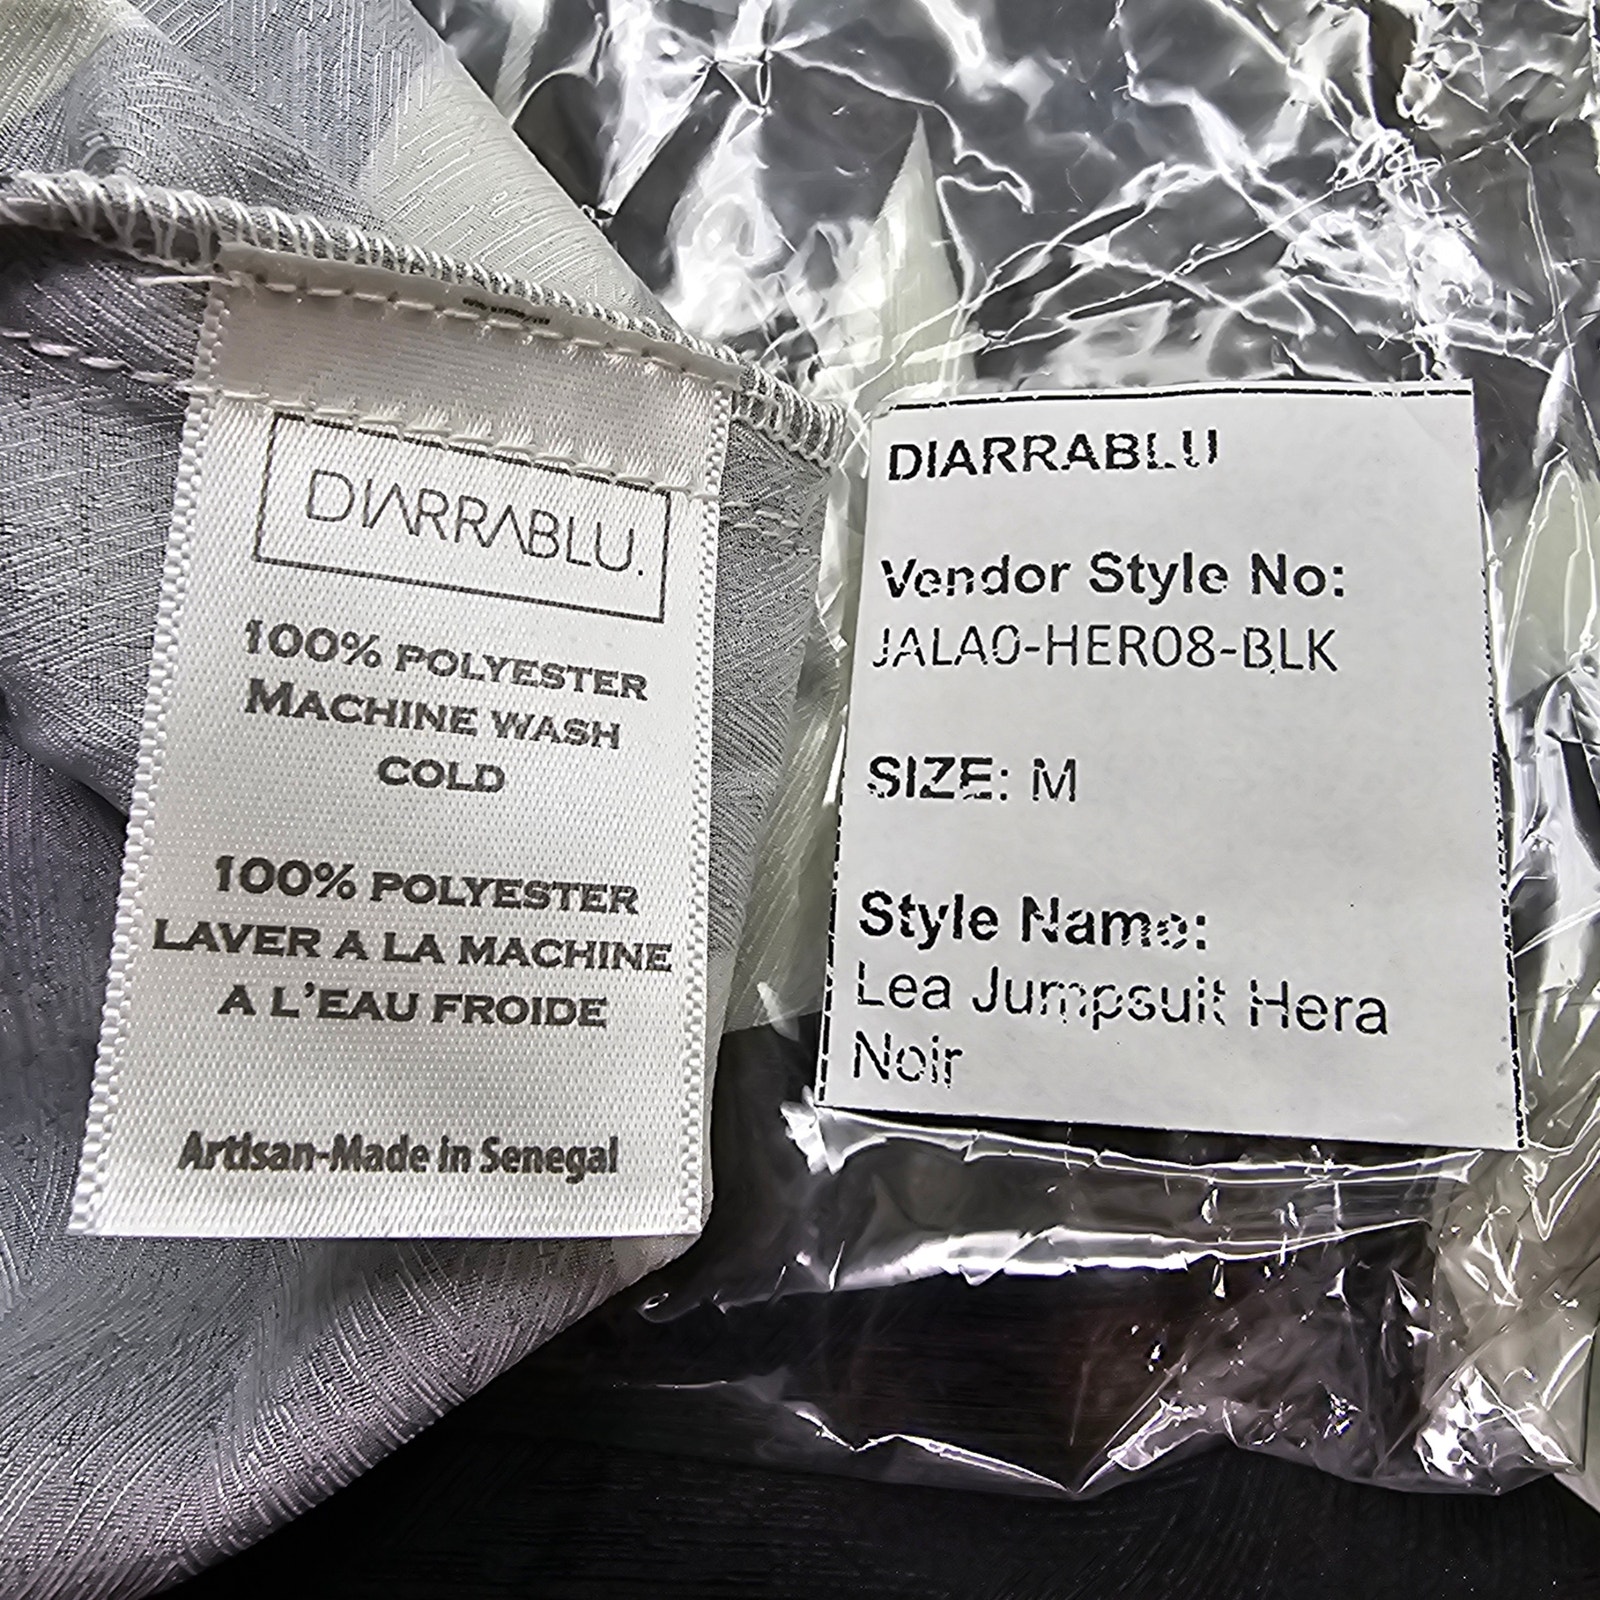 DIARRABLU.
100% POLYESTER
MACHINE WASH
COLD
100% POLYESTER
LAVER A LA MACHINE
A L'EAU FROIDE
Artisan-Made in Senegal
DIARRABLU
Vendor Style No:
JALA0-HER08-BLK
SIZE: M
Style Name:
Lea Jumpsuit Hera
Noir